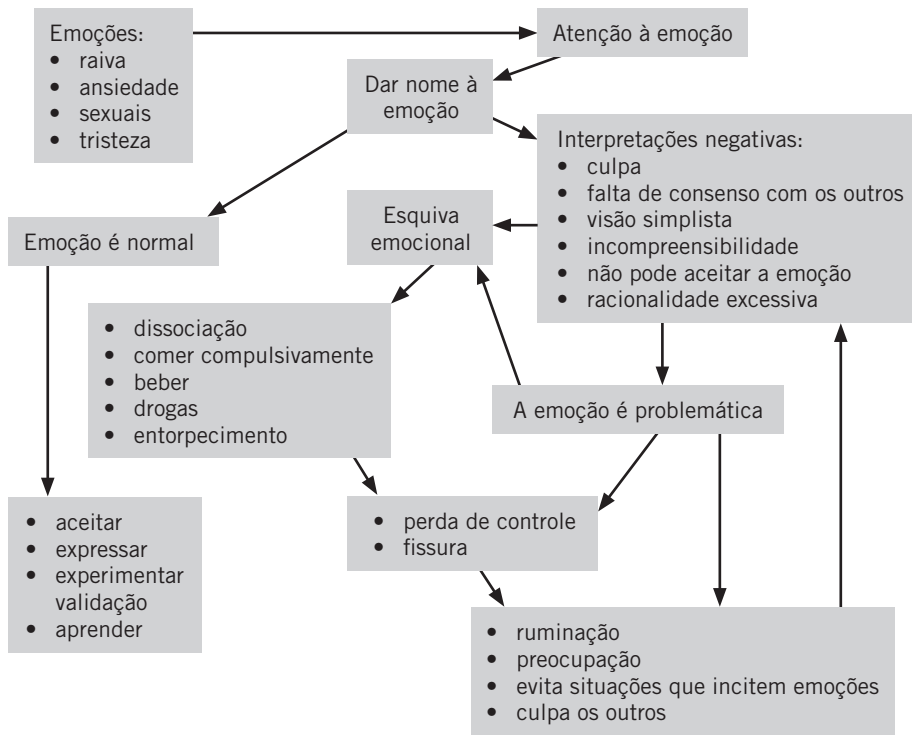 Emoções:
• raiva
• ansiedade
• sexuais
• tristeza
Atenção à emoção
Dar nome à
emoção
Interpretações negativas:
• culpa
• falta de consenso com os outros
• visão simplista
• incompreensibilidade
• não pode aceitar a emoção
• racionalidade excessiva
Emoção é normal
Esquiva
emocional
• dissociação
• comer compulsivamente
• beber
• drogas
• entorpecimento
A emoção é problemática
• aceitar
• expressar
• experimentar
validação
• aprender
• perda de controle
• fissura
• ruminação
• preocupação
• evita situações que incitem emoções
• culpa os outros